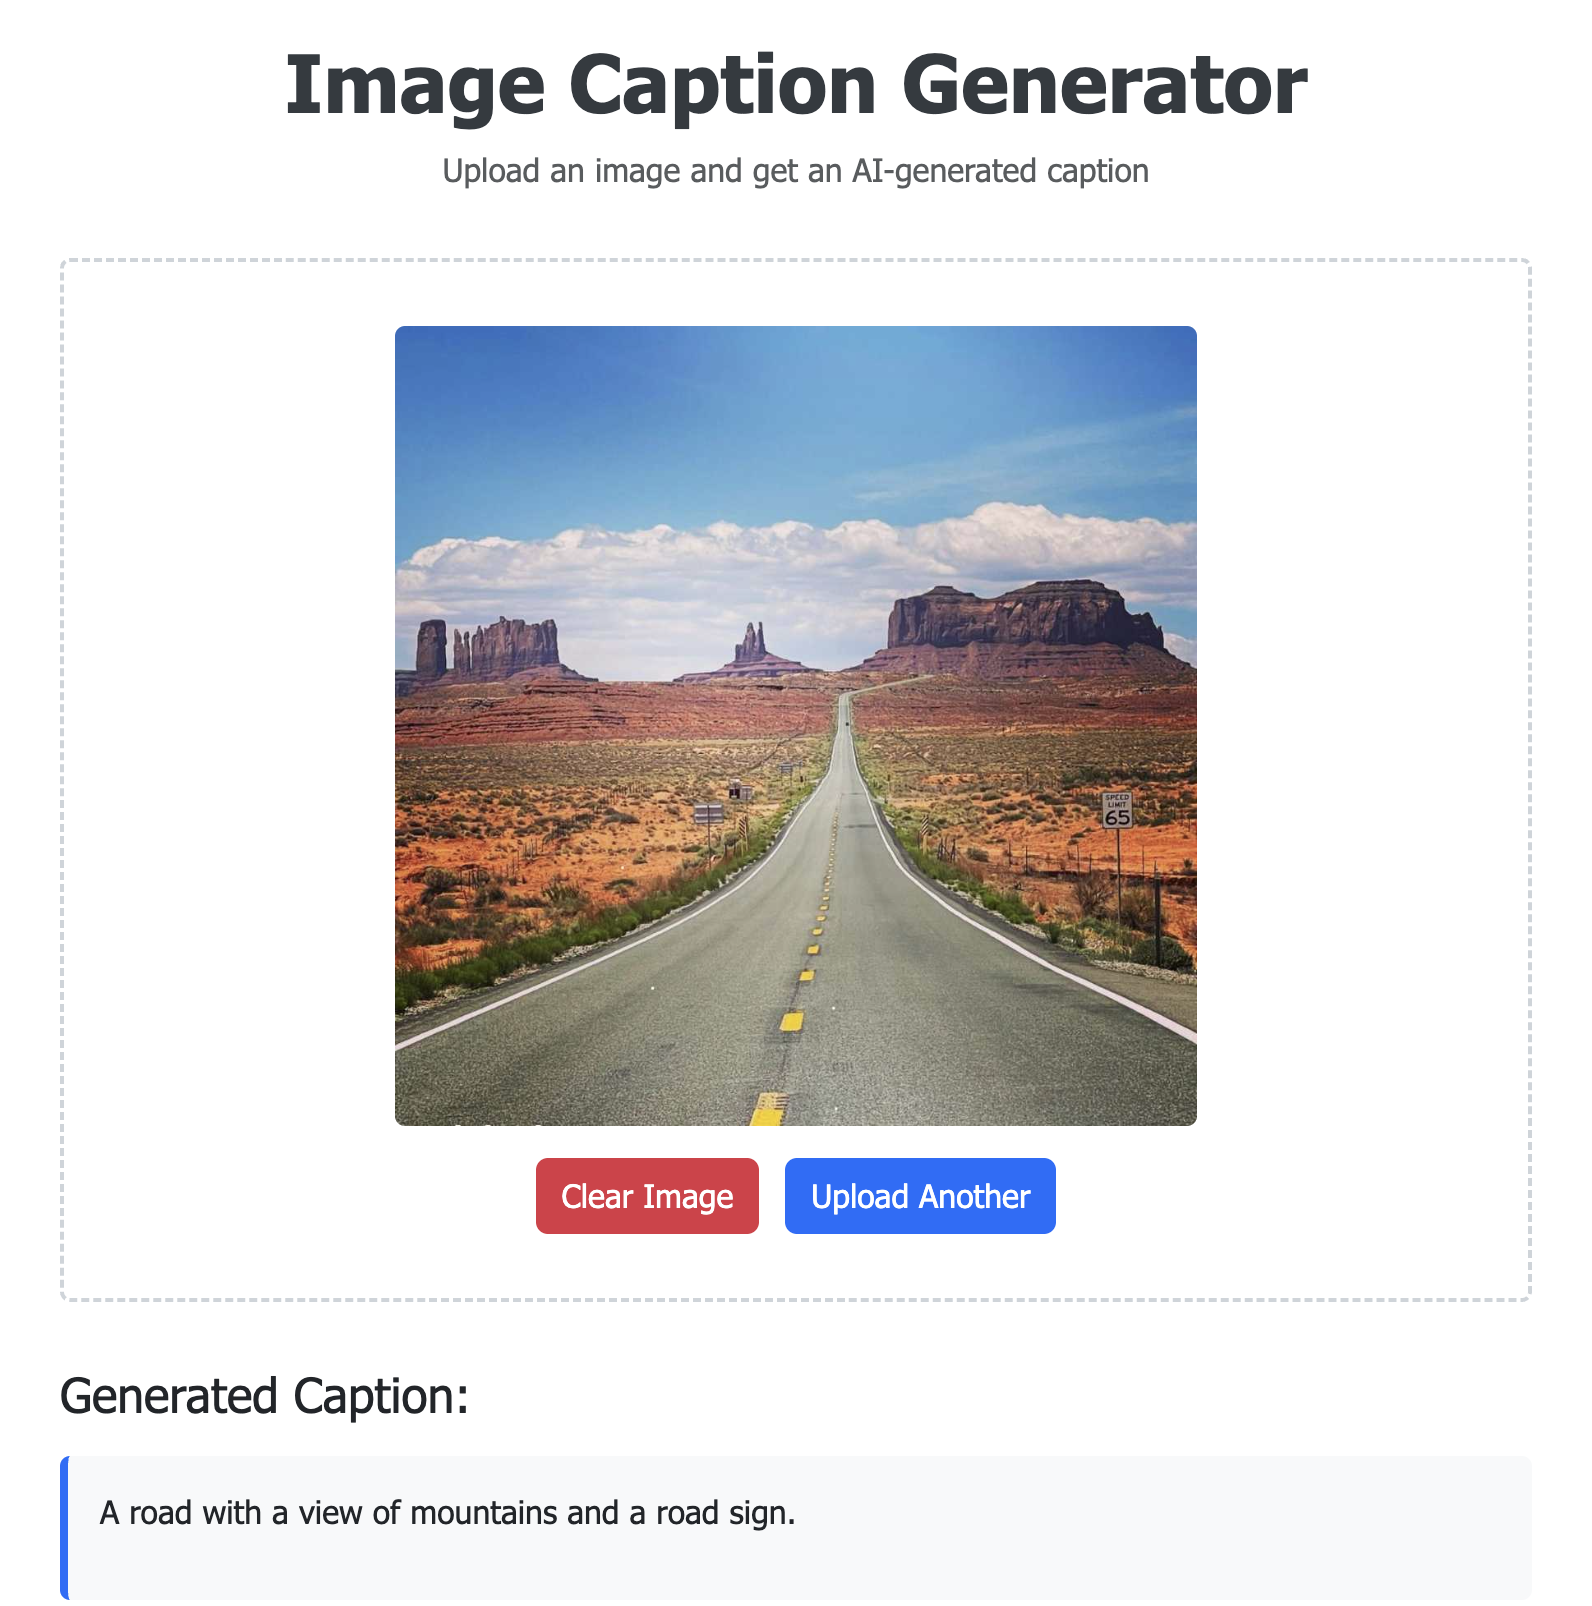 Image Caption Generator
Upload an image and get an AI-generated caption
SPEED
LIMIT
65
Clear Image
Upload Another
Generated Caption:
A road with a view of mountains and a road sign.